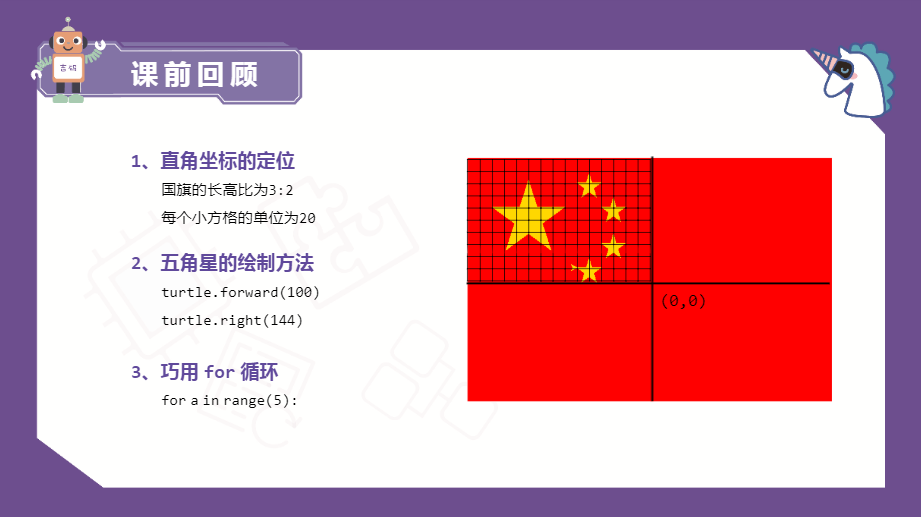 课前回顾
1、直角坐标的定位
国旗的长高比为3:2
每个小方格的单位为20
2、五角星的绘制方法
turtle.forward(100)
turtle.right(144)
3、巧用 for 循环
for a in range(5):
(0,0)